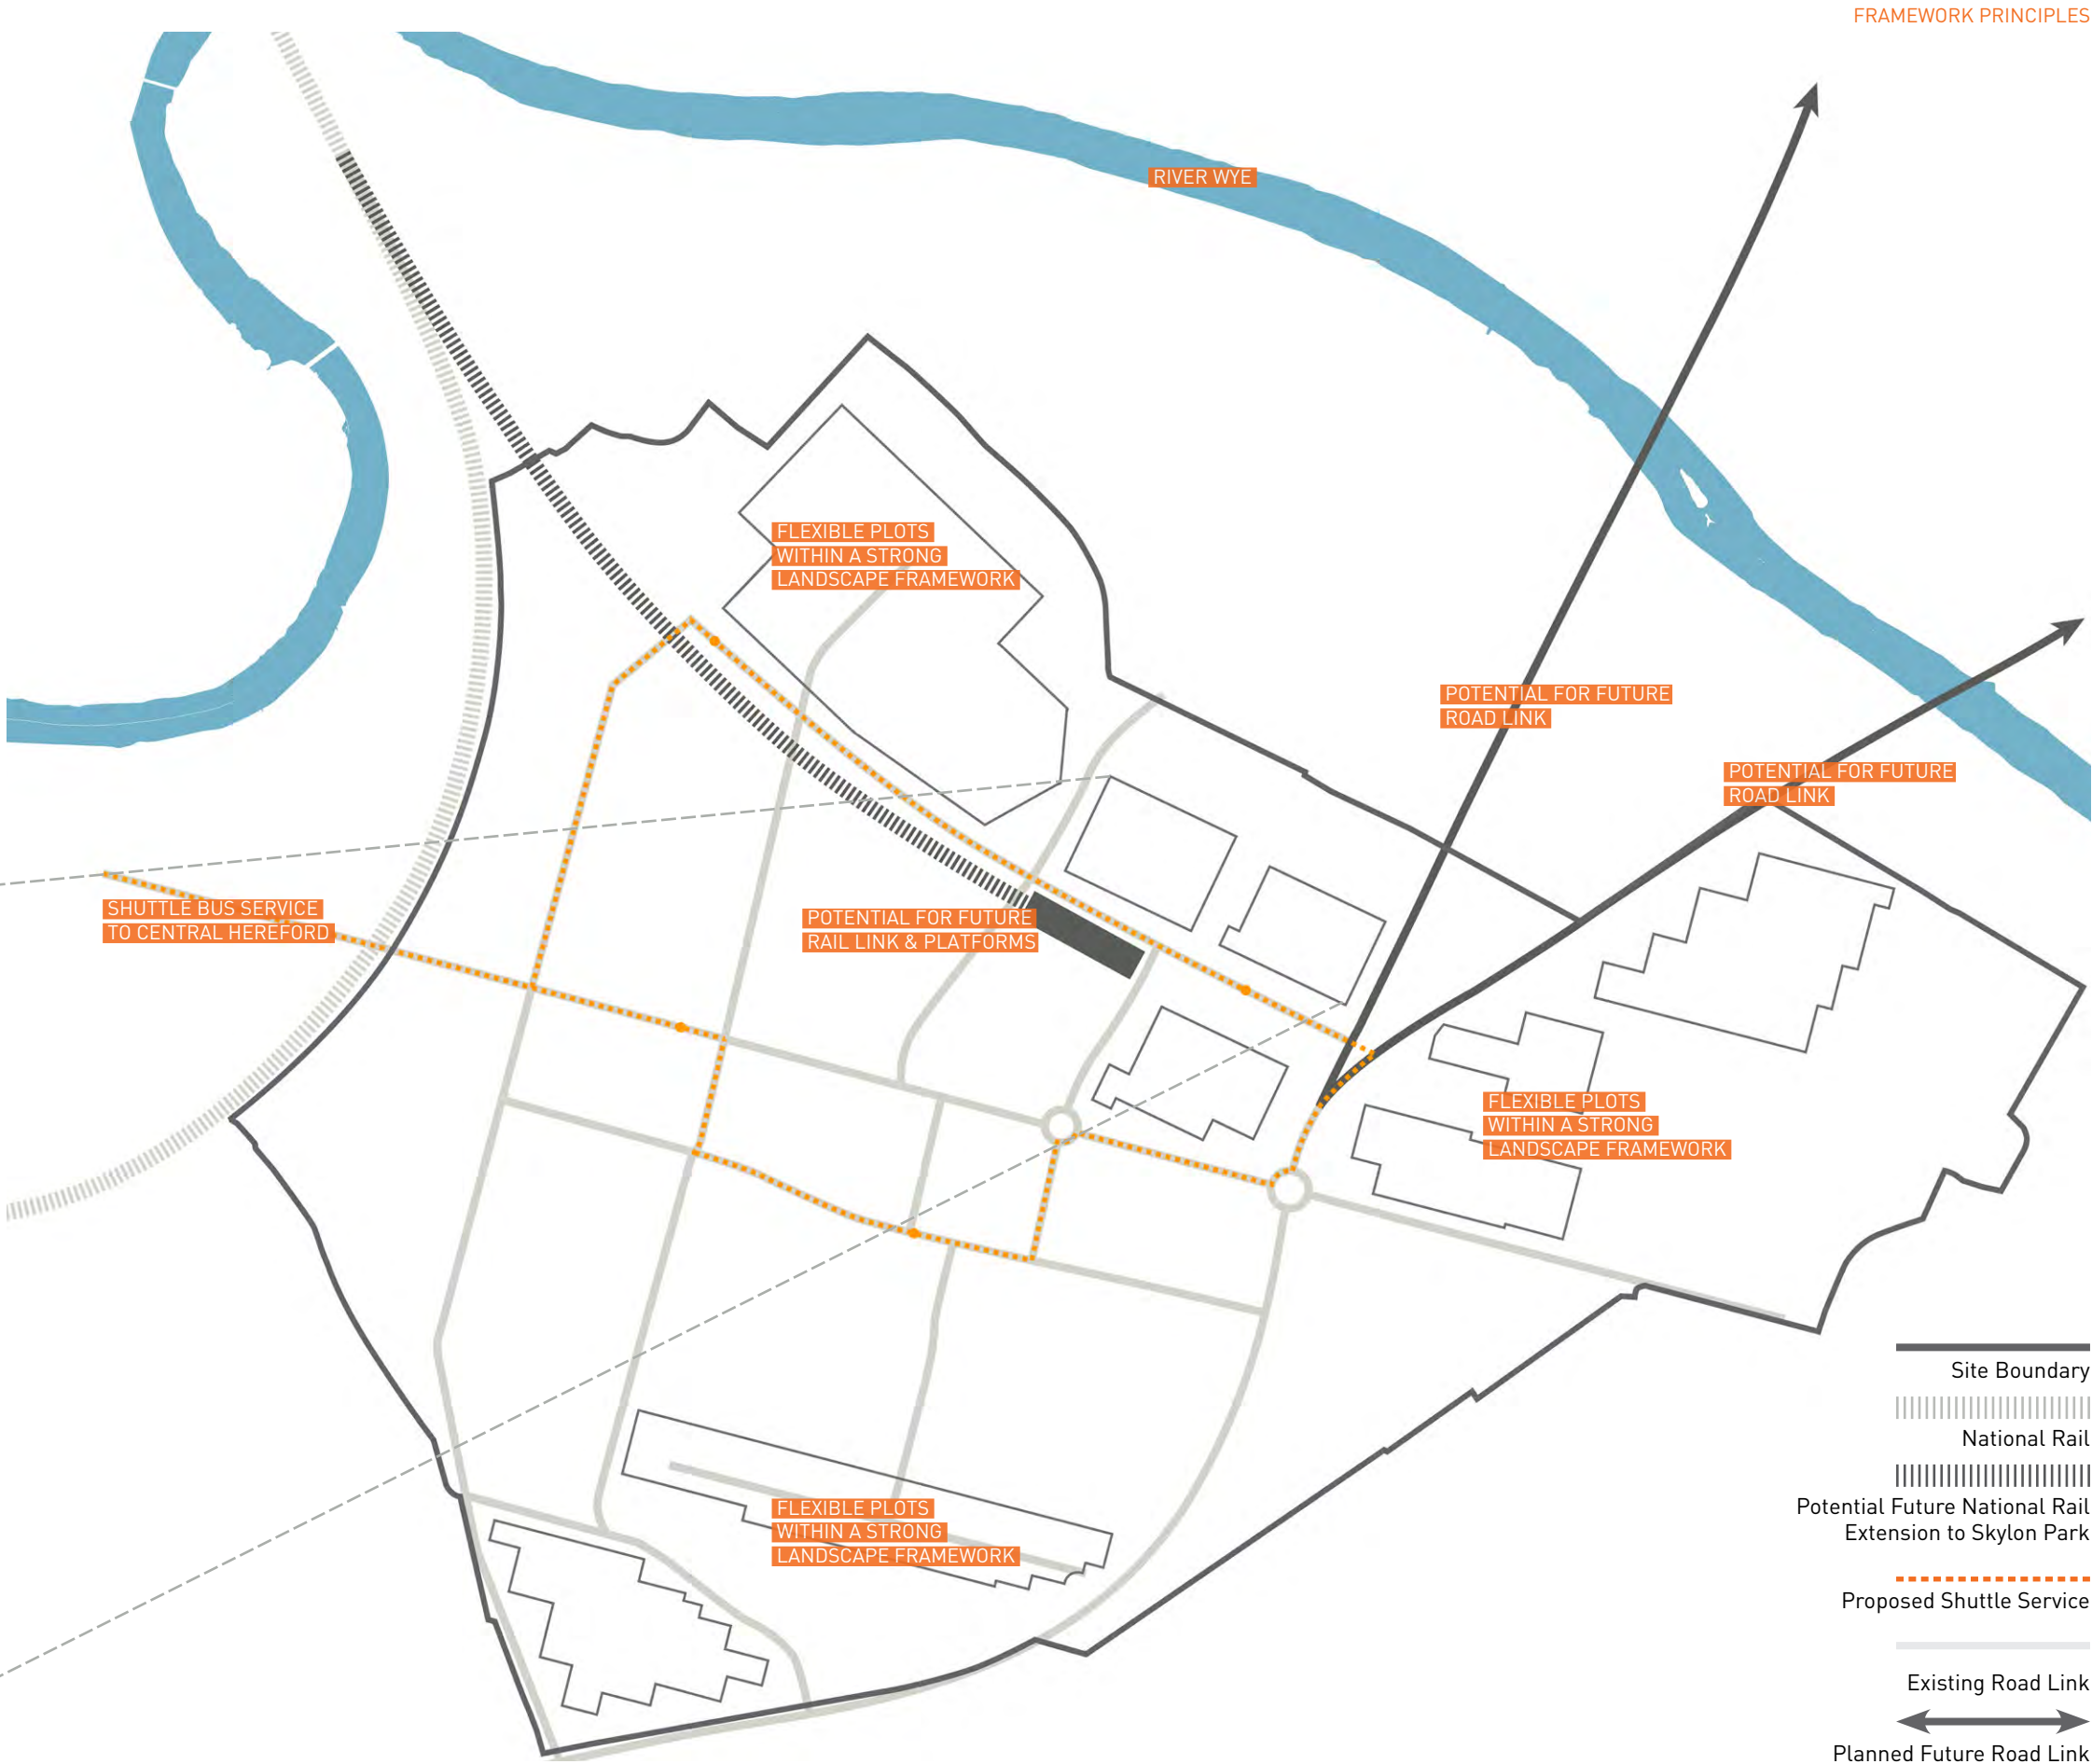 FRAMEWORK PRINCIPLES
RIVER WYE
FLEXIBLE PLOTS
WITHIN A STRONG
LANDSCAPE FRAMEWORK
POTENTIAL FOR FUTURE
ROAD LINK
POTENTIAL FOR FUTURE
ROAD LINK
SHUTTLE BUS SERVICE
TO CENTRAL HEREFORD
POTENTIAL FOR FUTURE
RAIL LINK & PLATFORMS
FLEXIBLE PLOTS
WITHIN A STRONG
LANDSCAPE FRAMEWORK
FLEXIBLE PLOTS
WITHIN A STRONG
LANDSCAPE FRAMEWORK
Site Boundary
National Rail
Potential Future National Rail
Extension to Skylon Park
Proposed Shuttle Service
Existing Road Link
Planned Future Road Link